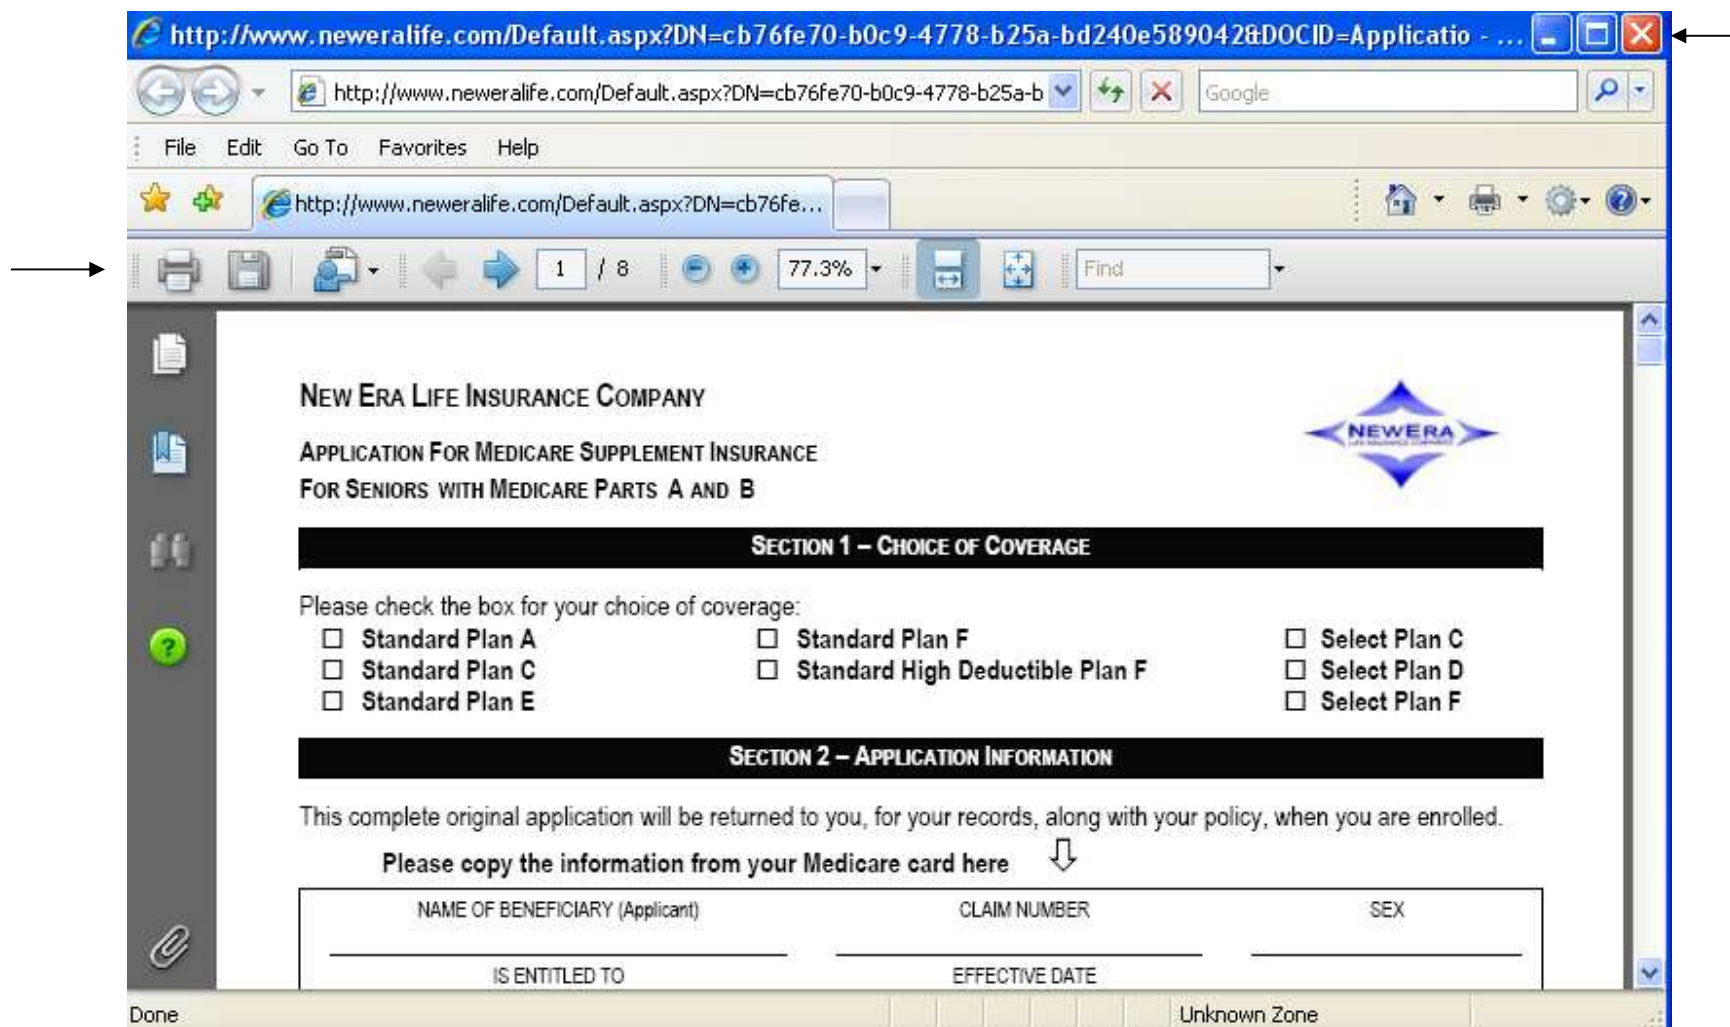 http://www.neweralife.com/Default.aspx?DN=cb76fe70-b0c9-4778-b25a-bd240e589042&DOCID=Applicatio - ...
http://www.neweralife.com/Default.aspx?DN=cb76fe70-b0c9-4778-b25a-b
Google
File Edit Go To Favorites Help
http://www.neweralife.com/Default.aspx?DN=cb76fe...
1 / 8 77.3% Find
NEW ERA LIFE INSURANCE COMPANY
NEWERA
APPLICATION FOR MEDICARE SUPPLEMENT INSURANCE
FOR SENIORS WITH MEDICARE PARTS A AND B
SECTION 1 – CHOICE OF COVERAGE
Please check the box for your choice of coverage:
Standard Plan A Standard Plan F Select Plan C
Standard Plan C Standard High Deductible Plan F Select Plan D
Standard Plan E Select Plan F
SECTION 2 – APPLICATION INFORMATION
This complete original application will be returned to you, for your records, along with your policy, when you are enrolled.
Please copy the information from your Medicare card here
NAME OF BENEFICIARY (Applicant) CLAIM NUMBER SEX
IS ENTITLED TO EFFECTIVE DATE
Done Unknown Zone